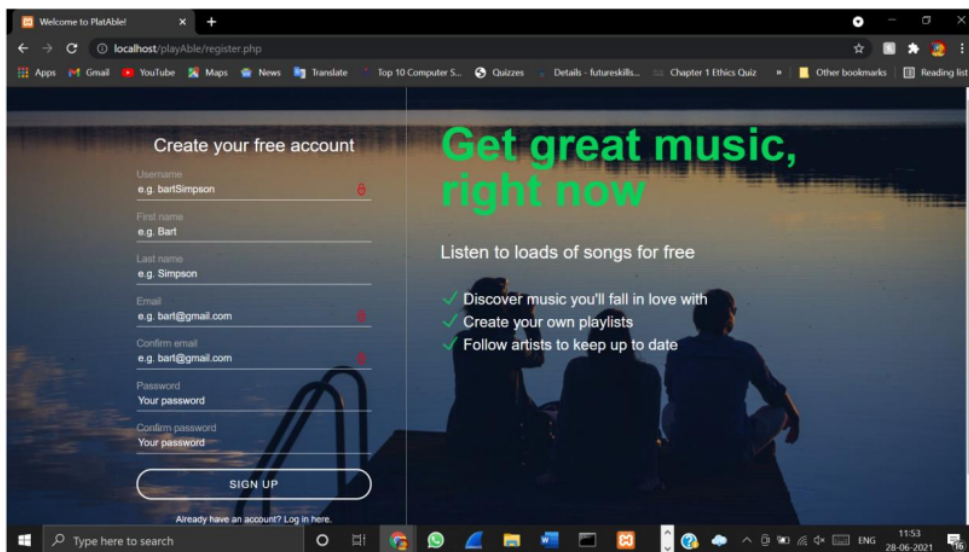 Welcome to PlatAble!
localhost/playAble/register.php
Apps
Gmail
YouTube
Maps
News
Translate
Top 10 Computer S...
Quizzes
Details - futureskills...
Chapter 1 Ethics Quiz
»
Other bookmarks
Reading list
Create your free account
Username
e.g. bartSimpson
First name
e.g. Bart
Last name
e.g. Simpson
Email
e.g. bart@gmail.com
Confirm email
e.g. bart@gmail.com
Password
Your password
Confirm password
Your password
SIGN UP
Already have an account? Log in here.
Get great music,
right now
Listen to loads of songs for free
Discover music you'll fall in love with
Create your own playlists
Follow artists to keep up to date
Type here to search
ENG
11:53
28-06-2021
16